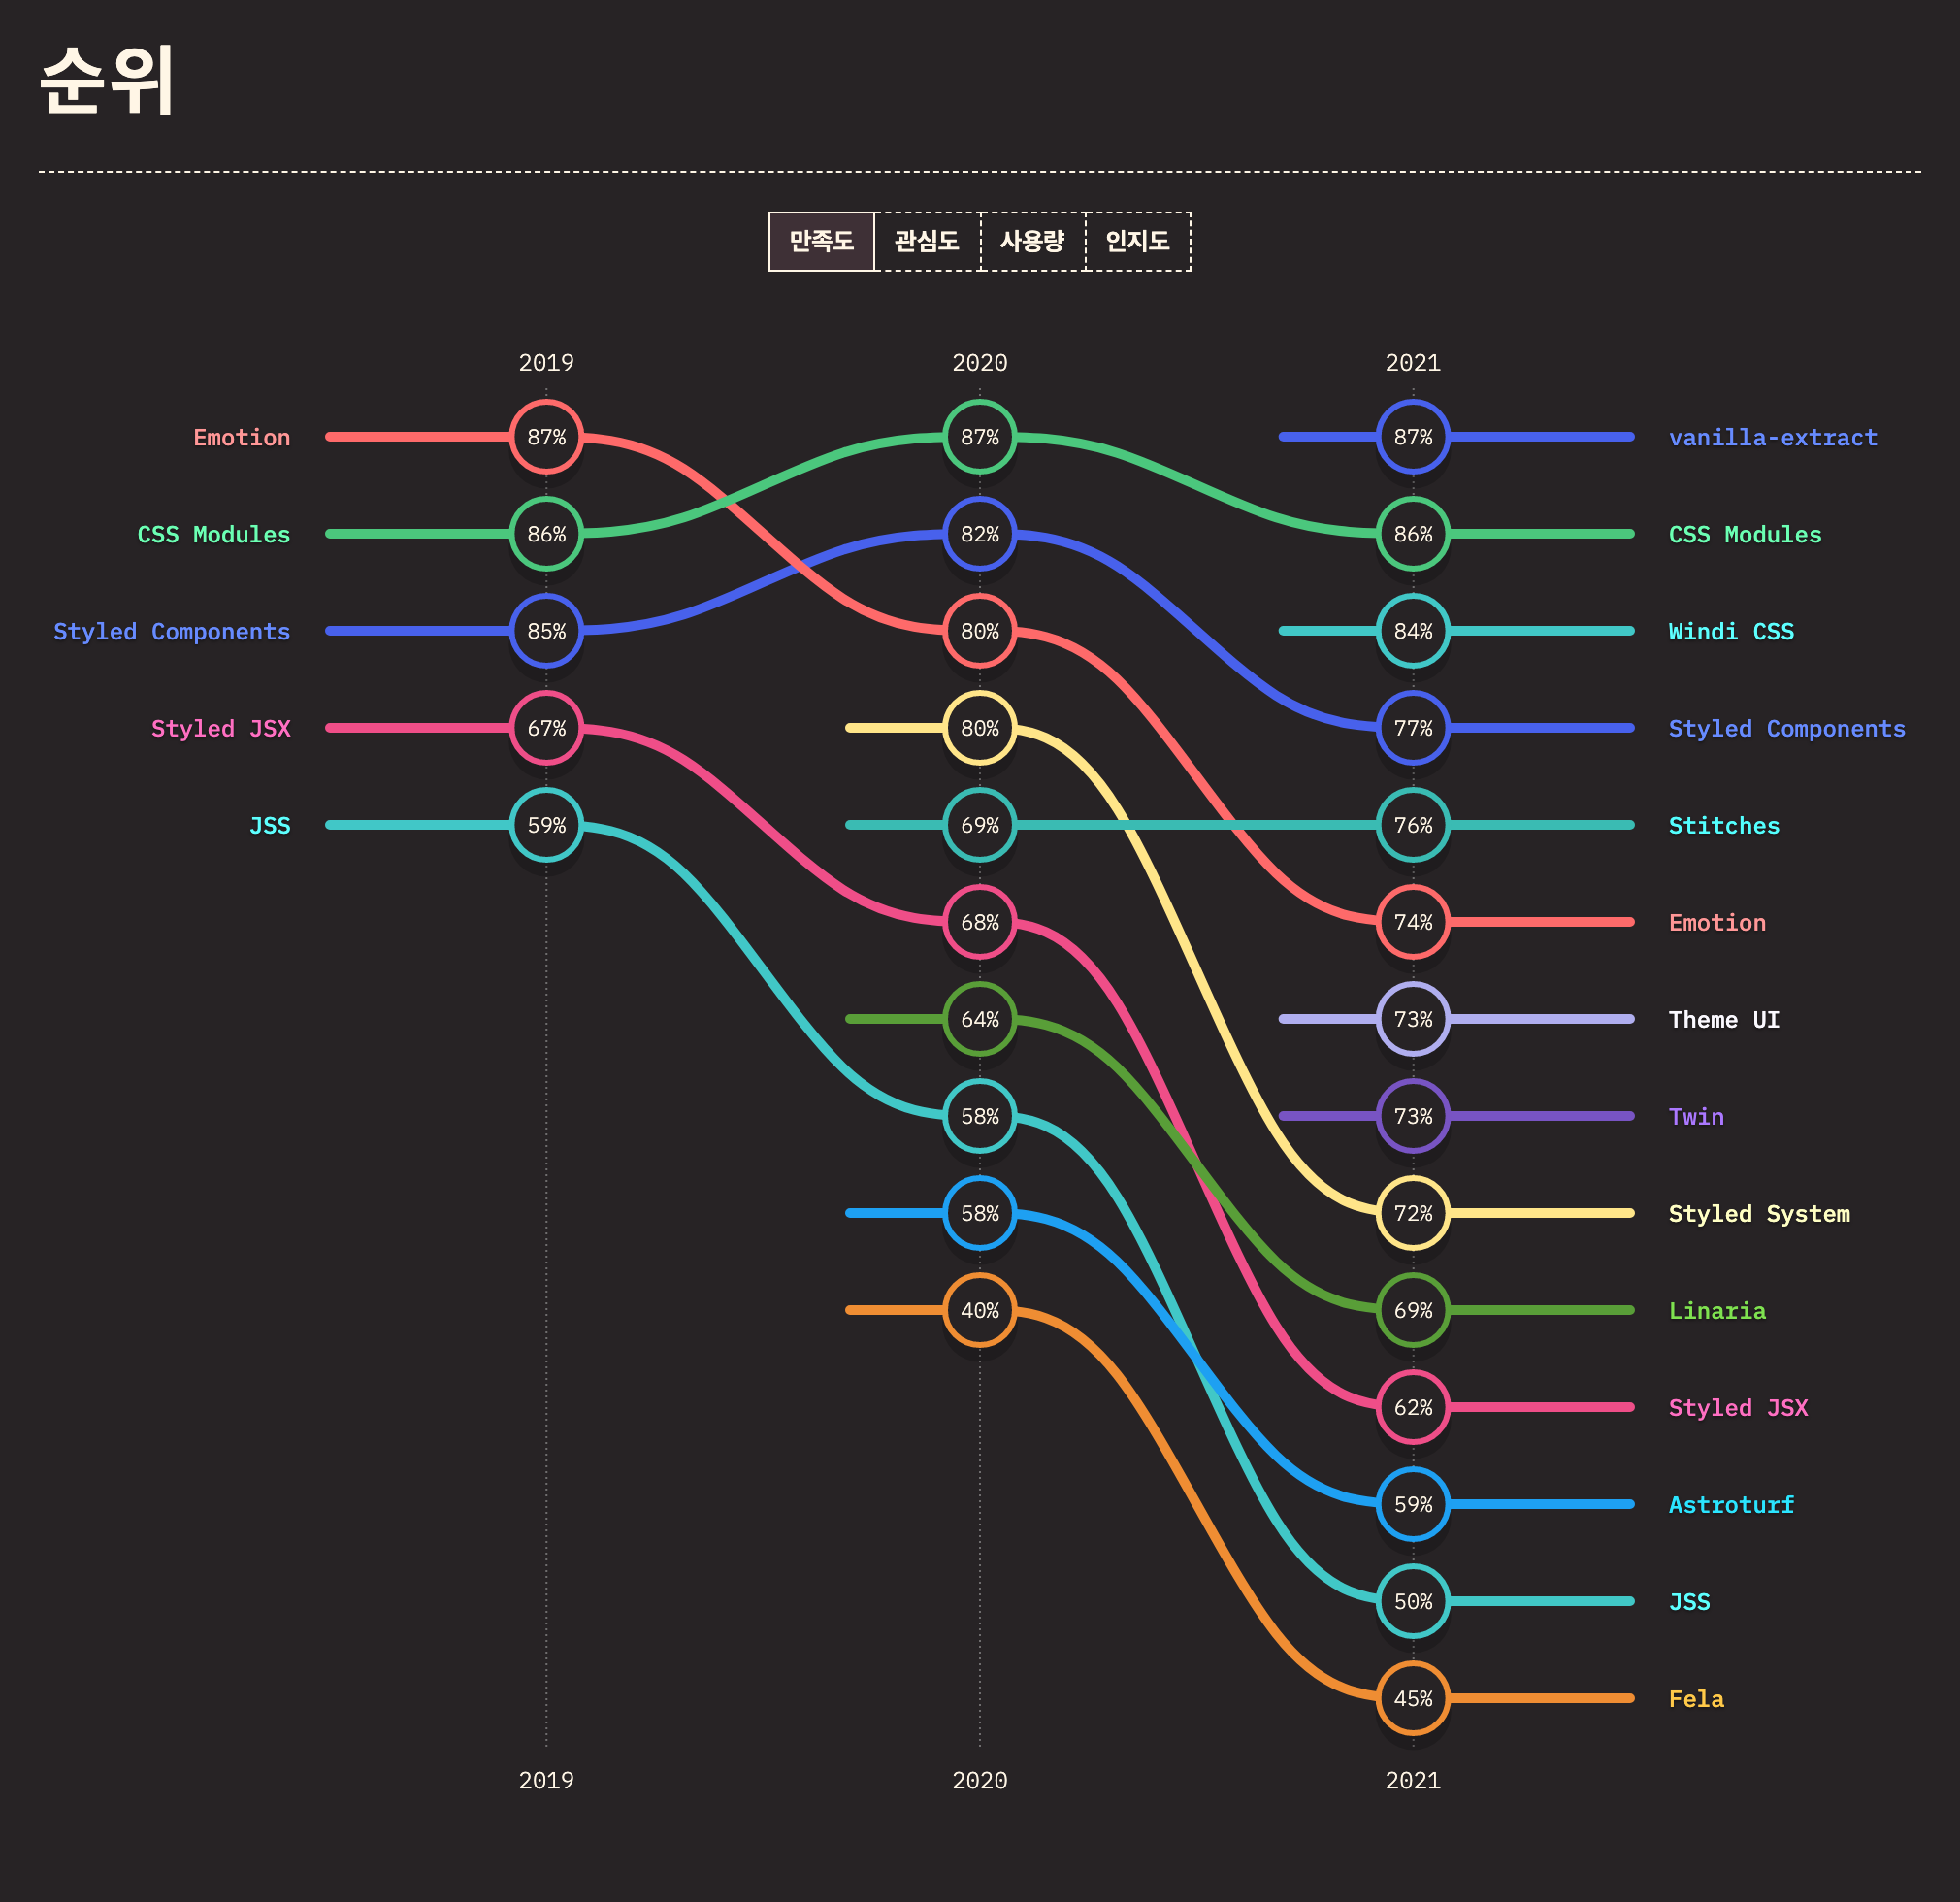 순위
만족도 관심도 사용량 인지도
2019 2020 2021
Emotion 87% 87% 87% vanilla-extract
CSS Modules 86% 82% 86% CSS Modules
Styled Components 85% 80% 84% Windi CSS
Styled JSX 67% 80% 77% Styled Components
JSS 59% 69% 76% Stitches
68% 74% Emotion
64% 73% Theme UI
58% 73% Twin
58% 72% Styled System
40% 69% Linaria
62% Styled JSX
59% Astroturf
50% JSS
45% Fela
2019 2020 2021